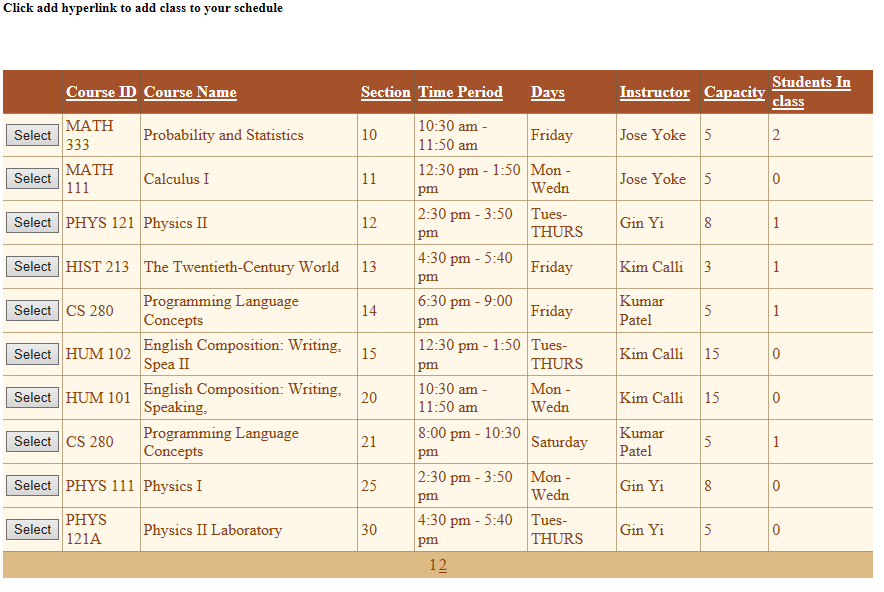 Click add hyperlink to add class to your schedule
Course ID Course Name Section Time Period Days Instructor Capacity Students In class
Select MATH 333 Probability and Statistics 10 10:30 am - 11:50 am Friday Jose Yoke 5 2
Select MATH 111 Calculus I 11 12:30 pm - 1:50 pm Mon - Wedn Jose Yoke 5 0
Select PHYS 121 Physics II 12 2:30 pm - 3:50 pm Tues- THURS Gin Yi 8 1
Select HIST 213 The Twentieth-Century World 13 4:30 pm - 5:40 pm Friday Kim Calli 3 1
Select CS 280 Programming Language Concepts 14 6:30 pm - 9:00 pm Friday Kumar Patel 5 1
Select HUM 102 English Composition: Writing, Spea II 15 12:30 pm - 1:50 pm Tues- THURS Kim Calli 15 0
Select HUM 101 English Composition: Writing, Speaking, 20 10:30 am - 11:50 am Mon - Wedn Kim Calli 15 0
Select CS 280 Programming Language Concepts 21 8:00 pm - 10:30 pm Saturday Kumar Patel 5 1
Select PHYS 111 Physics I 25 2:30 pm - 3:50 pm Mon - Wedn Gin Yi 8 0
Select PHYS 121A Physics II Laboratory 30 4:30 pm - 5:40 pm Tues- THURS Gin Yi 5 0
1 2